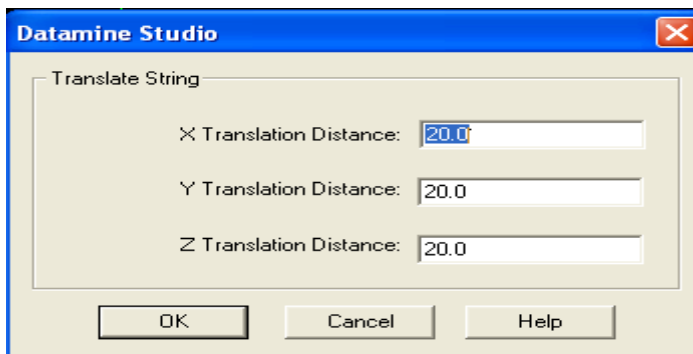 Datamine Studio
Translate String
X Translation Distance: 20.0
Y Translation Distance: 20.0
Z Translation Distance: 20.0
OK Cancel Help